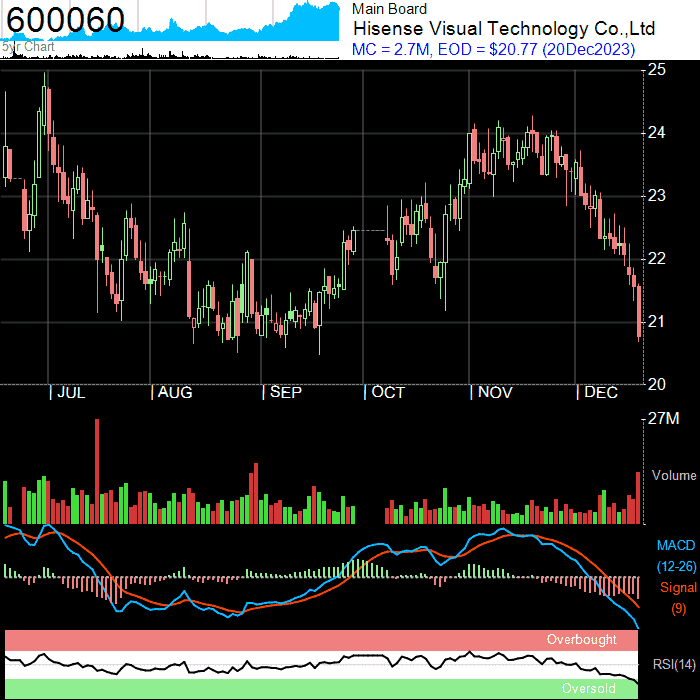 600060
5yr Chart
Main Board
Hisense Visual Technology Co.,Ltd
MC = 2.7M, EOD = $20.77 (20Dec2023)
25
24
23
22
21
20
| JUL | AUG | SEP | OCT | NOV | DEC
27M
Volume
MACD
(12-26)
Signal
(9)
Overbought
RSI(14)
Oversold